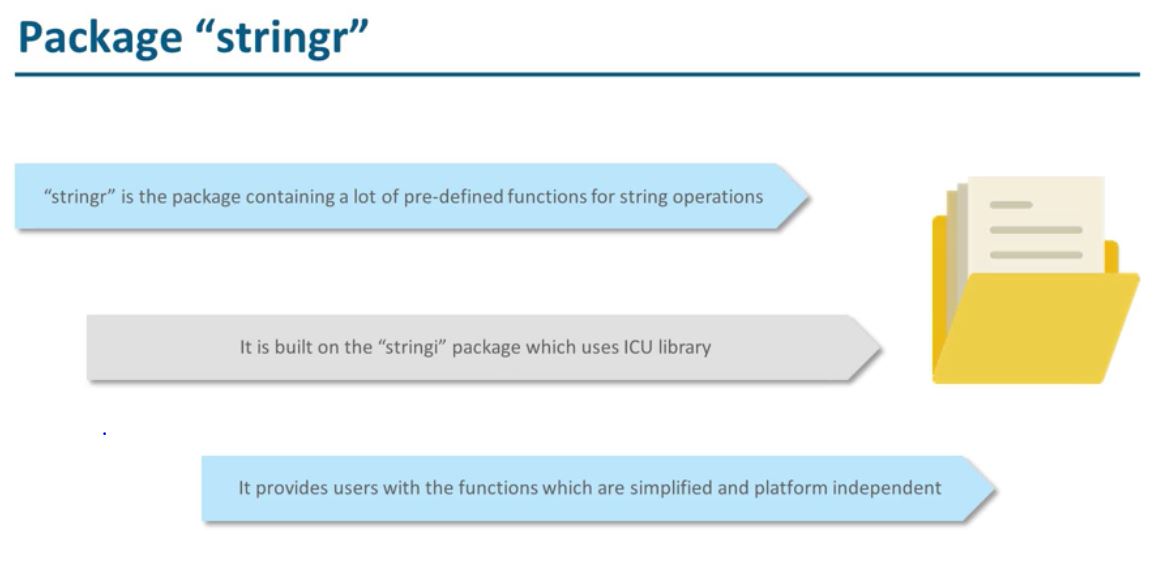 Package “stringr”
“stringr” is the package containing a lot of pre-defined functions for string operations
It is built on the “stringi” package which uses ICU library
It provides users with the functions which are simplified and platform independent